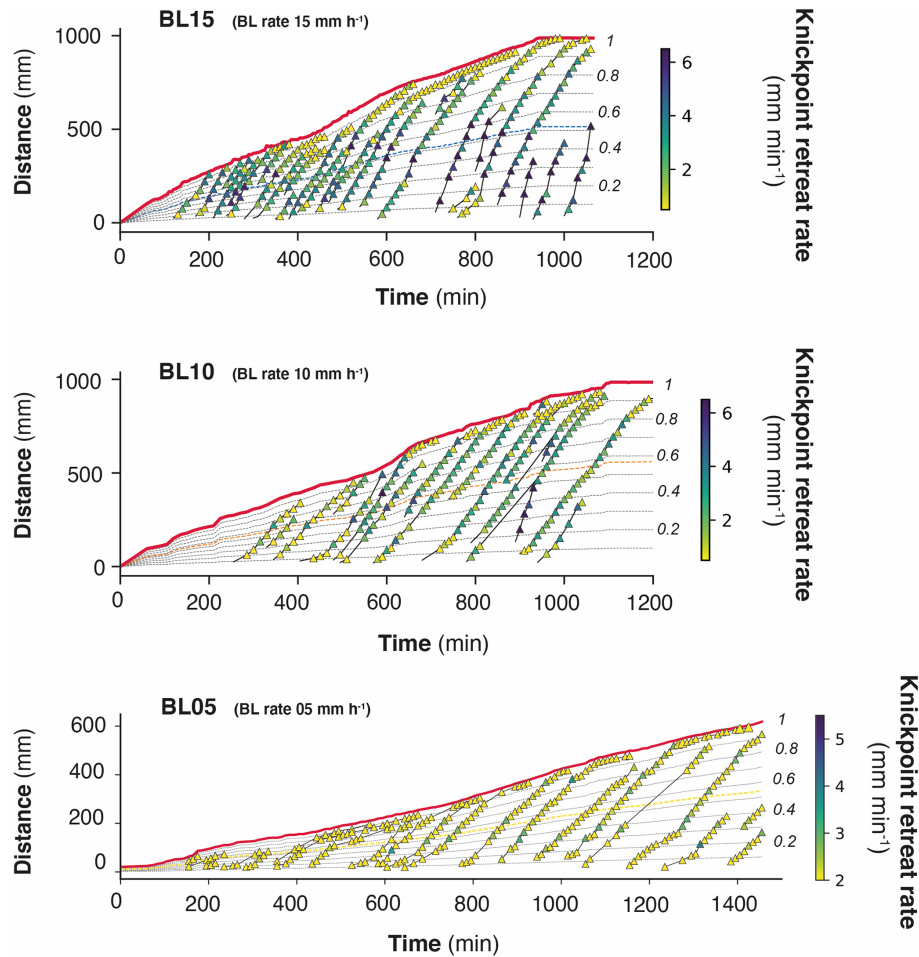 BL15 (BL rate 15 mm h⁻¹)
Distance (mm)
1000
500
0
0 200 400 600 800 1000 1200
Time (min)
1
0.8
0.6
0.4
0.2
6
4
2
Knickpoint retreat rate
(mm min⁻¹)
BL10 (BL rate 10 mm h⁻¹)
Distance (mm)
1000
500
0
0 200 400 600 800 1000 1200
Time (min)
1
0.8
0.6
0.4
0.2
6
4
2
Knickpoint retreat rate
(mm min⁻¹)
BL05 (BL rate 05 mm h⁻¹)
Distance (mm)
600
400
200
0
0 200 400 600 800 1000 1200 1400
Time (min)
1
0.8
0.6
0.4
0.2
5
4
3
2
Knickpoint retreat rate
(mm min⁻¹)